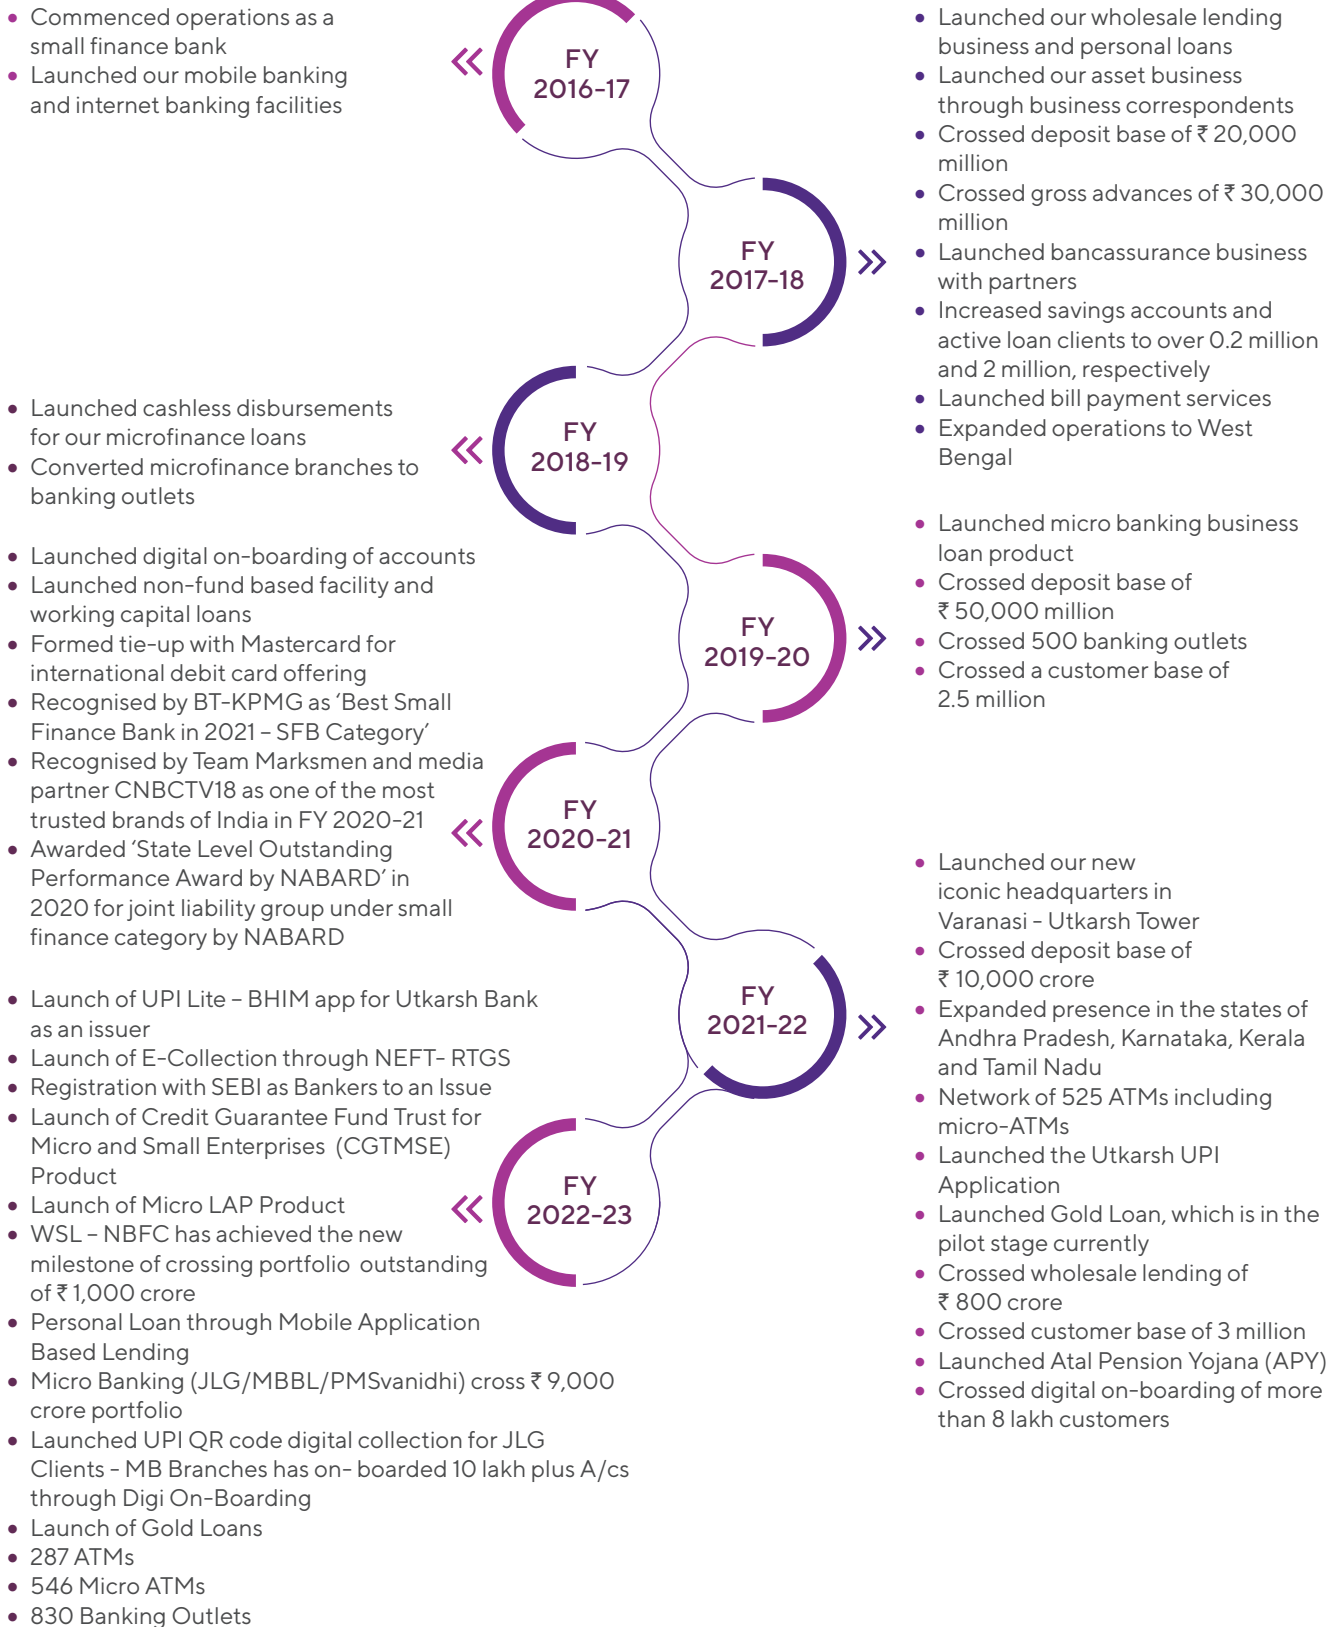 • Commenced operations as a
small finance bank
• Launched our mobile banking
and internet banking facilities
FY
2016-17
• Launched our wholesale lending
business and personal loans
• Launched our asset business
through business correspondents
• Crossed deposit base of ₹ 20,000
million
• Crossed gross advances of ₹ 30,000
million
• Launched bancassurance business
with partners
• Increased savings accounts and
active loan clients to over 0.2 million
and 2 million, respectively
• Launched bill payment services
• Expanded operations to West
Bengal
FY
2017-18
• Launched cashless disbursements
for our microfinance loans
• Converted microfinance branches to
banking outlets
FY
2018-19
• Launched micro banking business
loan product
• Crossed deposit base of
₹ 50,000 million
• Crossed 500 banking outlets
• Crossed a customer base of
2.5 million
FY
2019-20
• Launched digital on-boarding of accounts
• Launched non-fund based facility and
working capital loans
• Formed tie-up with Mastercard for
international debit card offering
• Recognised by BT-KPMG as ‘Best Small
Finance Bank in 2021 – SFB Category’
• Recognised by Team Marksmen and media
partner CNBCTV18 as one of the most
trusted brands of India in FY 2020-21
• Awarded ‘State Level Outstanding
Performance Award by NABARD’ in
2020 for joint liability group under small
finance category by NABARD
FY
2020-21
• Launched our new
iconic headquarters in
Varanasi - Utkarsh Tower
• Crossed deposit base of
₹ 10,000 crore
• Expanded presence in the states of
Andhra Pradesh, Karnataka, Kerala
and Tamil Nadu
• Network of 525 ATMs including
micro-ATMs
• Launched the Utkarsh UPI
Application
• Launched Gold Loan, which is in the
pilot stage currently
• Crossed wholesale lending of
₹ 800 crore
• Crossed customer base of 3 million
• Launched Atal Pension Yojana (APY)
• Crossed digital on-boarding of more
than 8 lakh customers
FY
2021-22
• Launch of UPI Lite – BHIM app for Utkarsh Bank
as an issuer
• Launch of E-Collection through NEFT- RTGS
• Registration with SEBI as Bankers to an Issue
• Launch of Credit Guarantee Fund Trust for
Micro and Small Enterprises (CGTMSE)
Product
• Launch of Micro LAP Product
• WSL – NBFC has achieved the new
milestone of crossing portfolio outstanding
of ₹ 1,000 crore
• Personal Loan through Mobile Application
Based Lending
• Micro Banking (JLG/MBBL/PMSvanidhi) cross ₹ 9,000
crore portfolio
• Launched UPI QR code digital collection for JLG
Clients - MB Branches has on- boarded 10 lakh plus A/cs
through Digi On-Boarding
• Launch of Gold Loans
• 287 ATMs
• 546 Micro ATMs
• 830 Banking Outlets
FY
2022-23